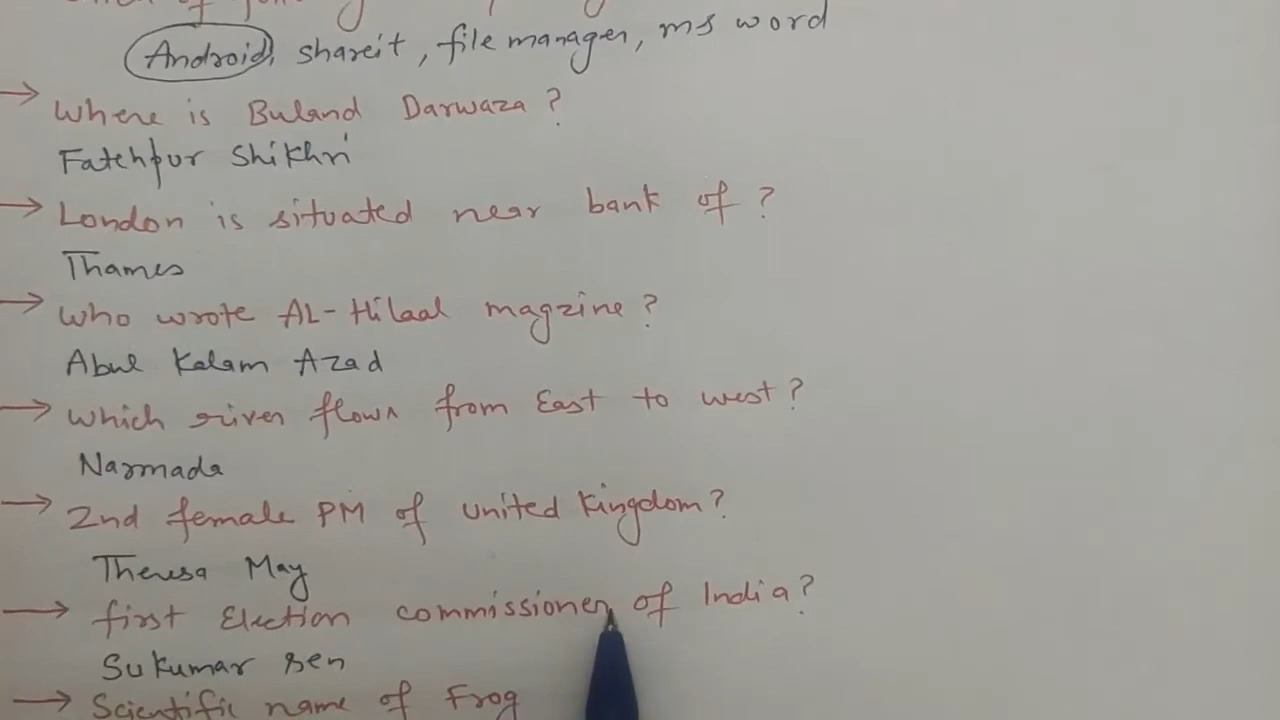 of
Android, shareit, file manager, ms word
→ Where is Buland Darwaza?
Fatehpur Shikhri
→ London is situated near bank of?
Thames
→ Who wrote AL-Hilaal magzine?
Abul Kalam Azad
→ Which river flows from East to west?
Narmada
→ 2nd female PM of united Kingdom?
Theresa May
→ first Election commissioner of India?
Sukumar Sen
→ Scientific name of Frog